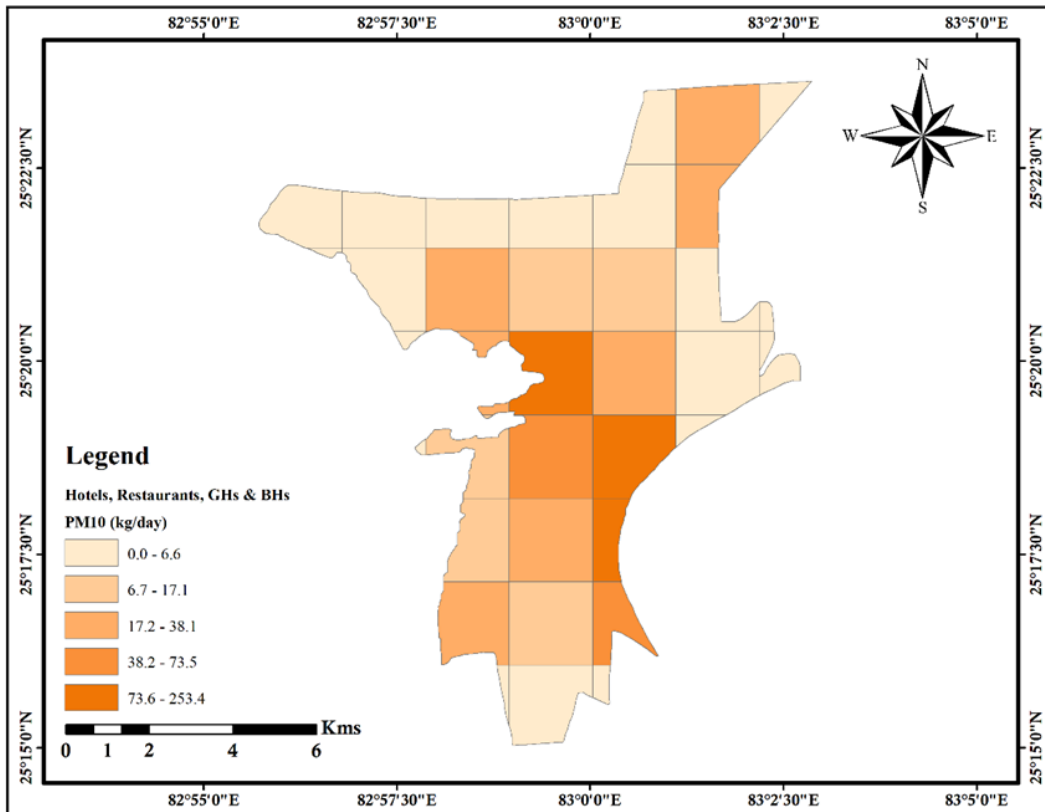 82°55'0"E 82°57'30"E 83°0'0"E 83°2'30"E 83°5'0"E
N
W E
S
25°22'30"N 25°22'30"N
25°20'0"N 25°20'0"N
25°17'30"N 25°17'30"N
25°15'0"N 25°15'0"N
Legend
Hotels, Restaurants, GHs & BHs
PM10 (kg/day)
0.0 - 6.6
6.7 - 17.1
17.2 - 38.1
38.2 - 73.5
73.6 - 253.4
Kms
0 1 2 4 6
82°55'0"E 82°57'30"E 83°0'0"E 83°2'30"E 83°5'0"E